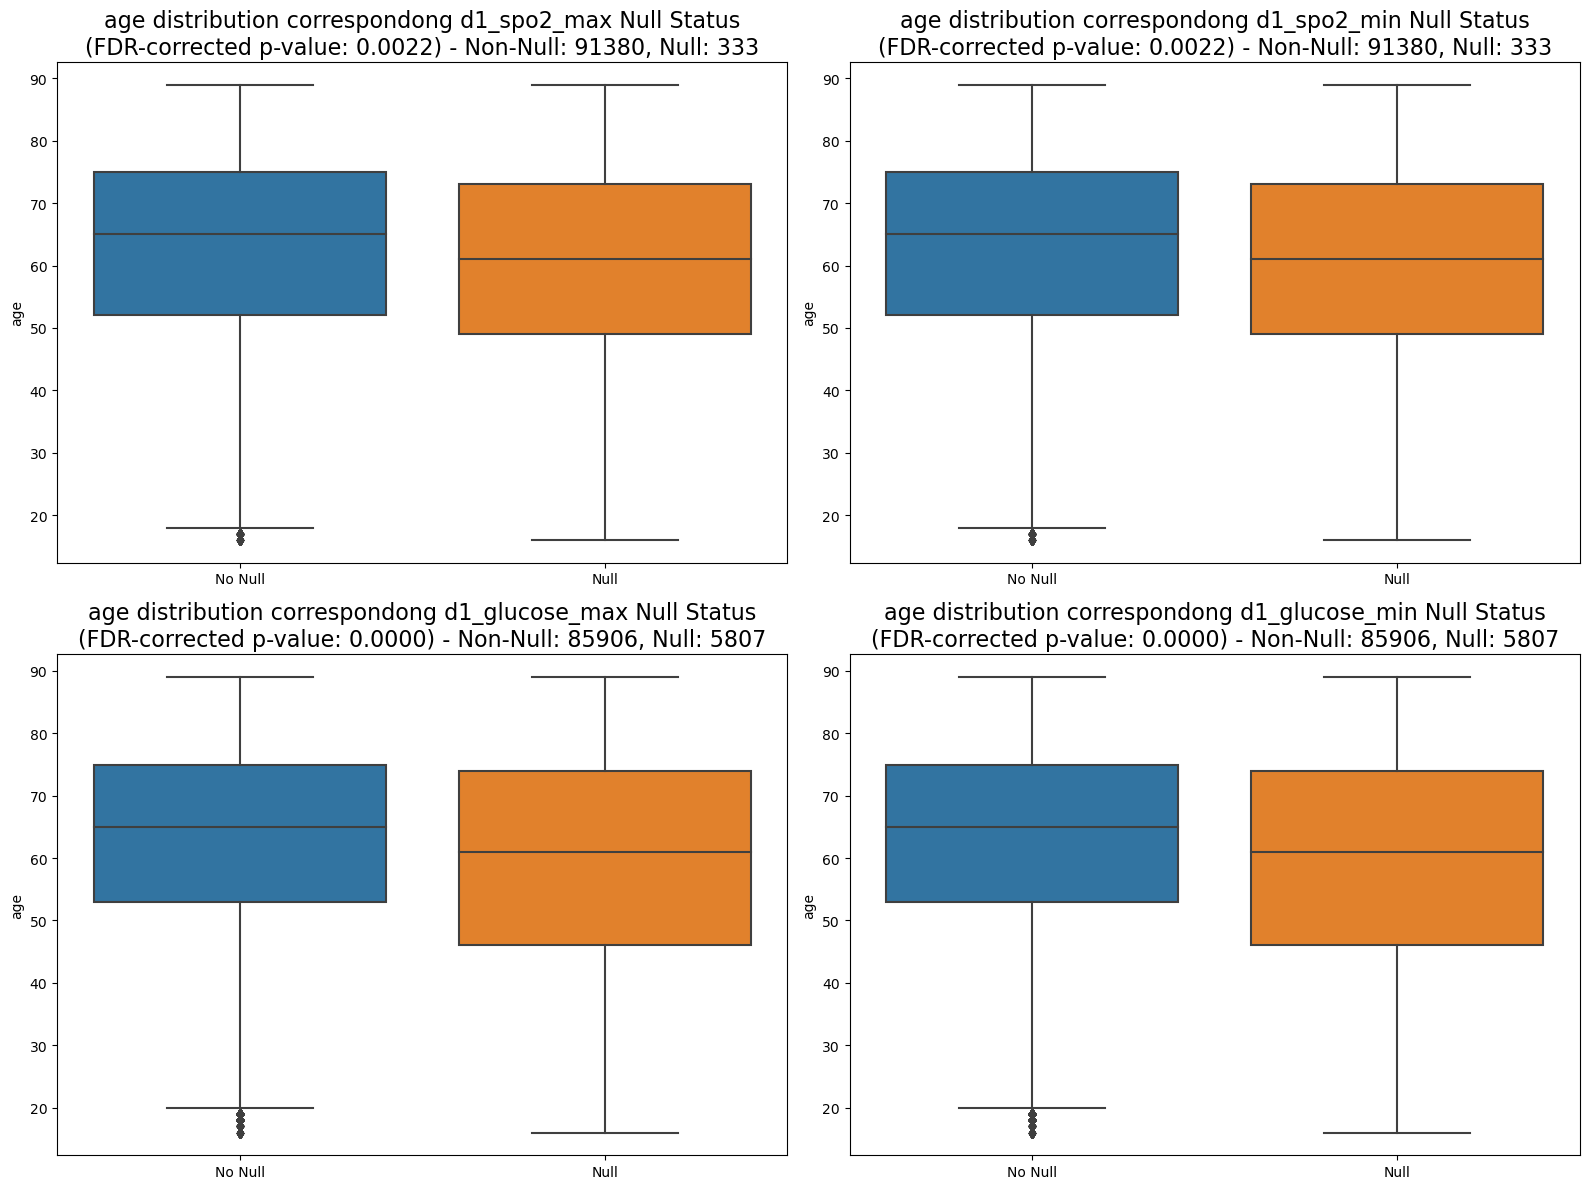 age distribution correspondong d1_spo2_max Null Status
(FDR-corrected p-value: 0.0022) - Non-Null: 91380, Null: 333
90
80
70
60
50
40
30
20
age
No Null
Null
age distribution correspondong d1_spo2_min Null Status
(FDR-corrected p-value: 0.0022) - Non-Null: 91380, Null: 333
90
80
70
60
50
40
30
20
age
No Null
Null
age distribution correspondong d1_glucose_max Null Status
(FDR-corrected p-value: 0.0000) - Non-Null: 85906, Null: 5807
90
80
70
60
50
40
30
20
age
No Null
Null
age distribution correspondong d1_glucose_min Null Status
(FDR-corrected p-value: 0.0000) - Non-Null: 85906, Null: 5807
90
80
70
60
50
40
30
20
age
No Null
Null